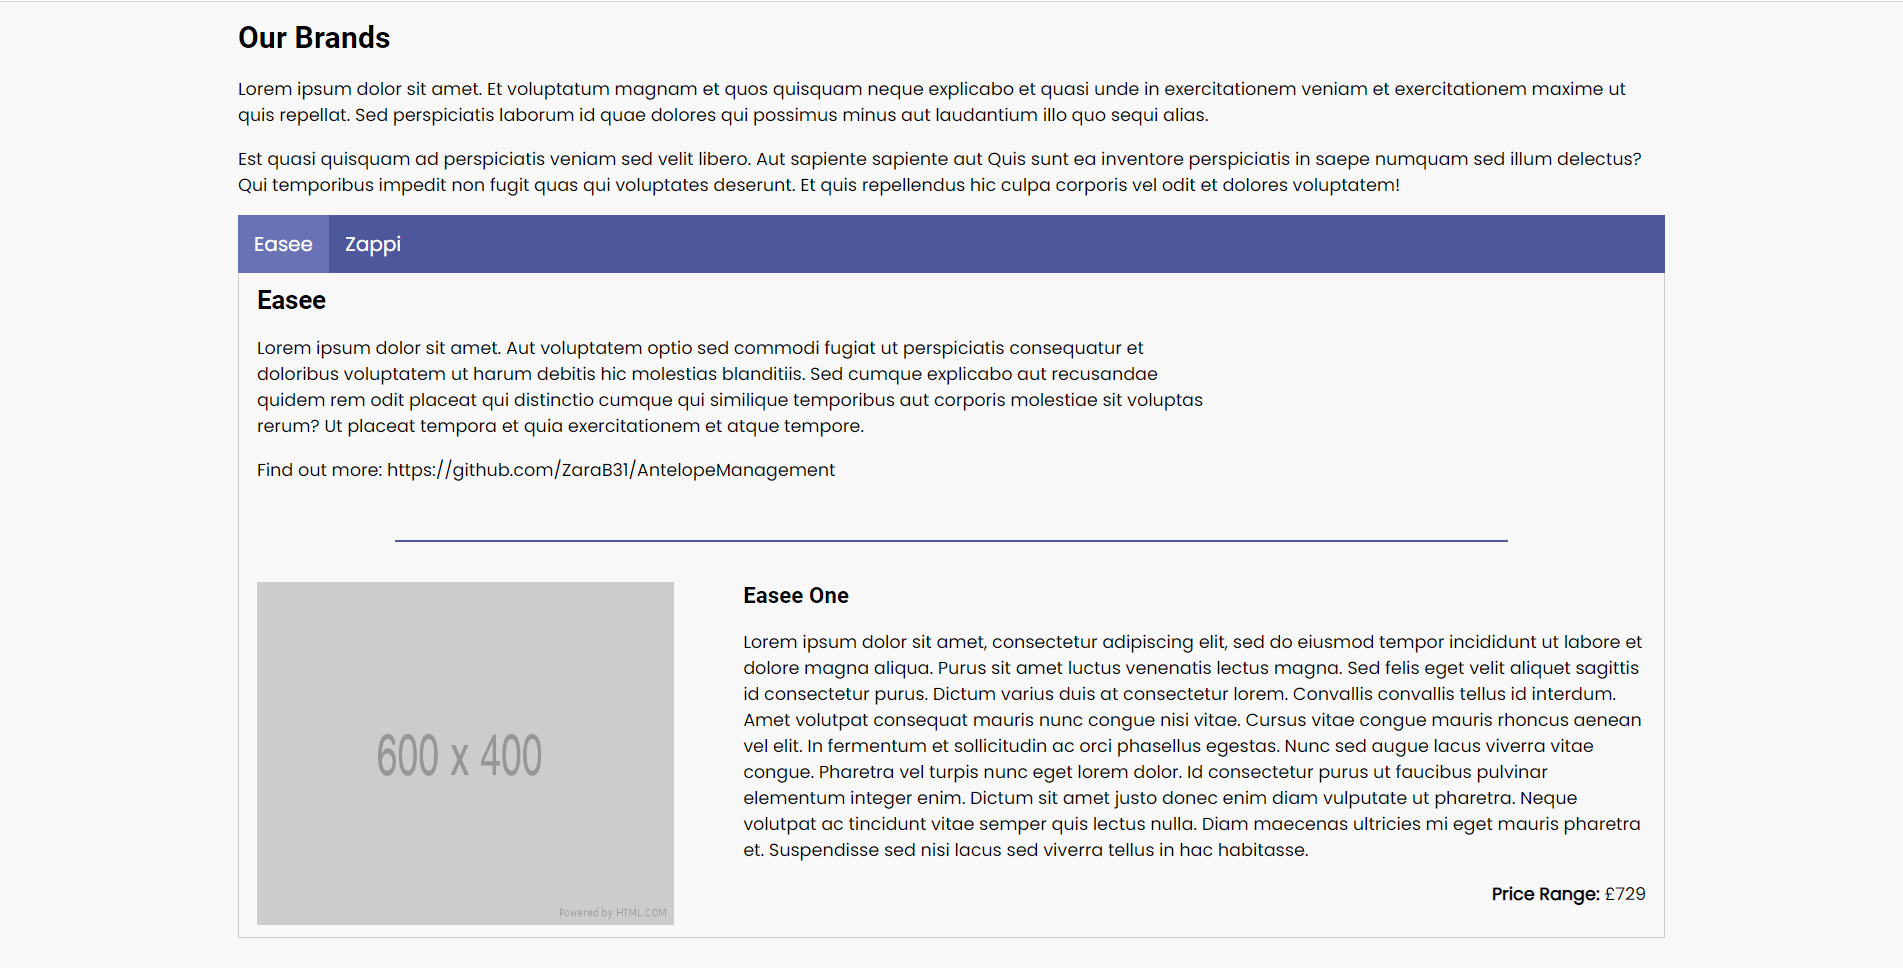 Our Brands
Lorem ipsum dolor sit amet. Et voluptatum magnam et quos quisquam neque explicabo et quasi unde in exercitationem veniam et exercitationem maxime ut
quis repellat. Sed perspiciatis laborum id quae dolores qui possimus minus aut laudantium illo quo sequi alias.
Est quasi quisquam ad perspiciatis veniam sed velit libero. Aut sapiente sapiente aut Quis sunt ea inventore perspiciatis in saepe numquam sed illum delectus?
Qui temporibus impedit non fugit quas qui voluptates deserunt. Et quis repellendus hic culpa corporis vel odit et dolores voluptatem!
Easee Zappi
Easee
Lorem ipsum dolor sit amet. Aut voluptatem optio sed commodi fugiat ut perspiciatis consequatur et
doloribus voluptatem ut harum debitis hic molestias blanditiis. Sed cumque explicabo aut recusandae
quidem rem odit placeat qui distinctio cumque qui similique temporibus aut corporis molestiae sit voluptas
rerum? Ut placeat tempora et quia exercitationem et atque tempore.
Find out more: https://github.com/ZaraB31/AntelopeManagement
600 x 400
Powered by HTML.COM
Easee One
Lorem ipsum dolor sit amet, consectetur adipiscing elit, sed do eiusmod tempor incididunt ut labore et
dolore magna aliqua. Purus sit amet luctus venenatis lectus magna. Sed felis eget velit aliquet sagittis
id consectetur purus. Dictum varius duis at consectetur lorem. Convallis convallis tellus id interdum.
Amet volutpat consequat mauris nunc congue nisi vitae. Cursus vitae congue mauris rhoncus aenean
vel elit. In fermentum et sollicitudin ac orci phasellus egestas. Nunc sed augue lacus viverra vitae
congue. Pharetra vel turpis nunc eget lorem dolor. Id consectetur purus ut faucibus pulvinar
elementum integer enim. Dictum sit amet justo donec enim diam vulputate ut pharetra. Neque
volutpat ac tincidunt vitae semper quis lectus nulla. Diam maecenas ultricies mi eget mauris pharetra
et. Suspendisse sed nisi lacus sed viverra tellus in hac habitasse.
Price Range: £729